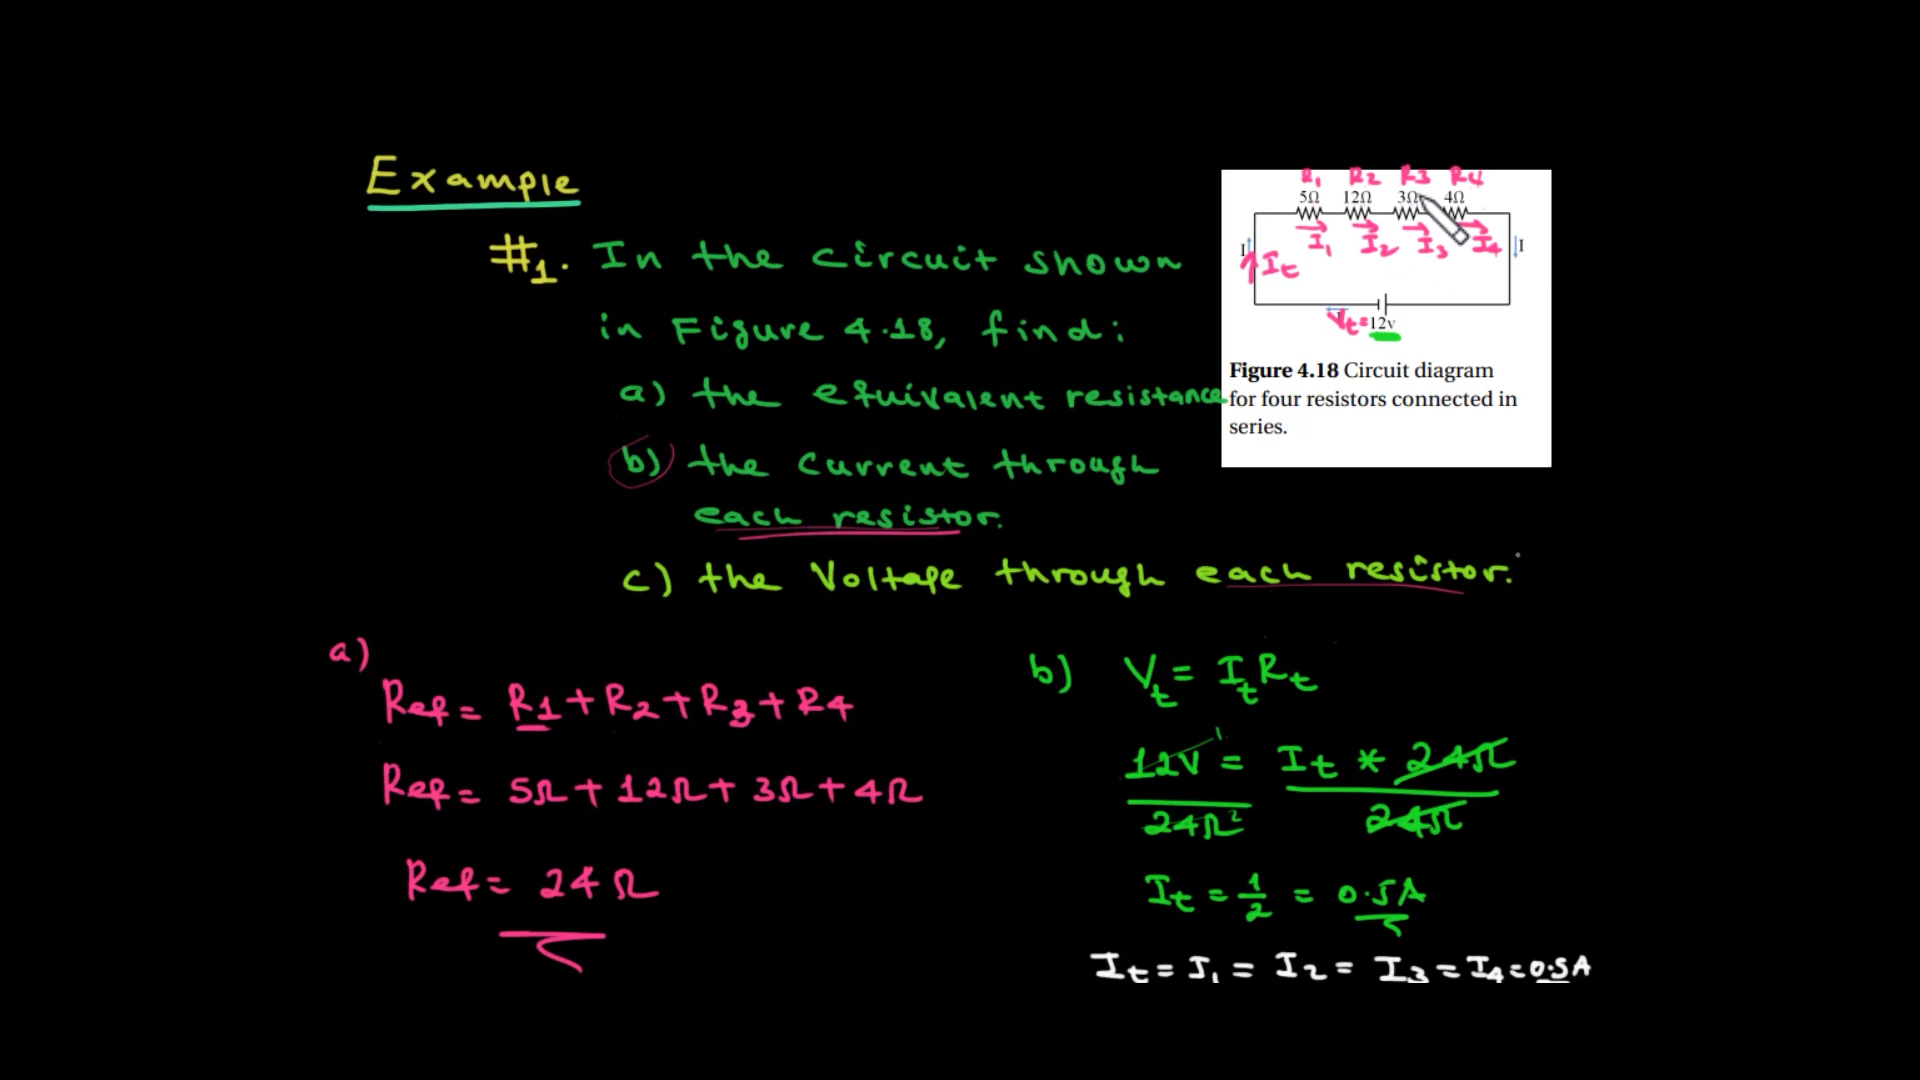 Example
#1. In the circuit shown
in Figure 4.18, find:
a) the equivalent resistance
b) the current through
each resistor.
c) the Voltage through each resistor.
R1 R2 R3 R4
5Ω 12Ω 3Ω 4Ω
I1 I2 I3 I4
I It I
Vt= 12v
Figure 4.18 Circuit diagram
for four resistors connected in
series.
a)
Req = R1 + R2 + R3 + R4
Req = 5Ω + 12Ω + 3Ω + 4Ω
Req = 24Ω
b) Vt = It Rt
12V 1 = It * 24Ω
24Ω 2 24Ω
It = 1/2 = 0.5A
It = I1 = I2 = I3 = I4 = 0.5A